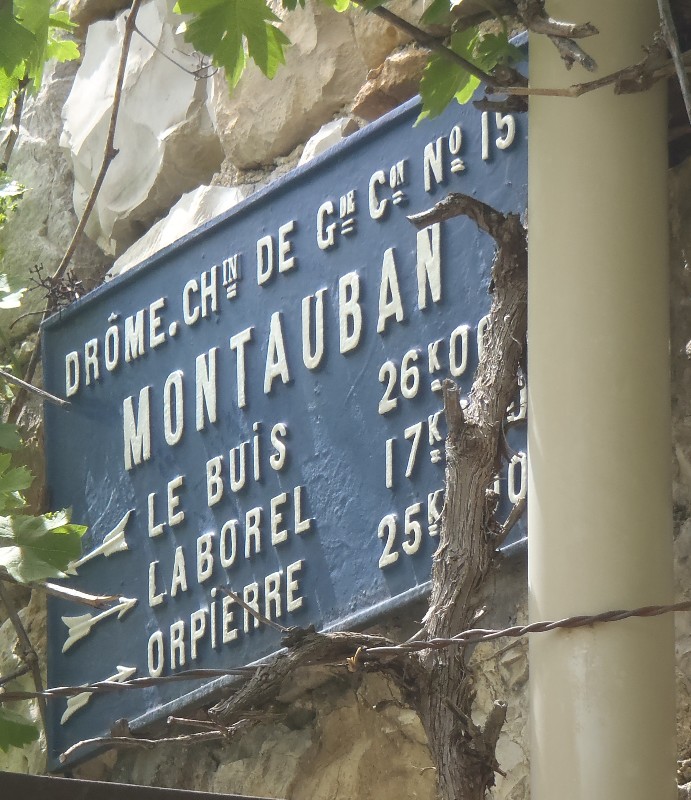 DRÔME. CHIN DE GDE CON NO 15
MONTAUBAN
LE BUIS 26K
LABOREL 17K
ORPIERRE 25K